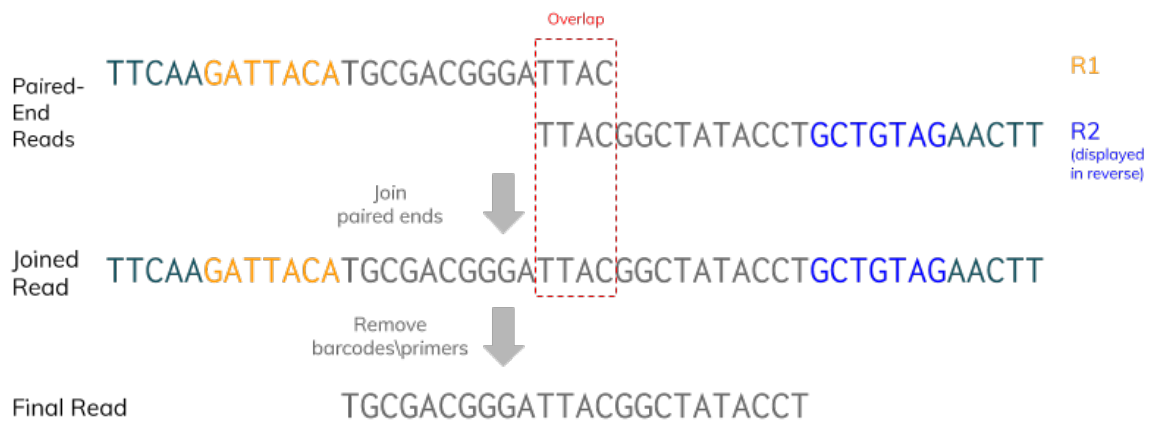 Overlap
Paired-
End
Reads
TTCAAGATTACATGCGACGGGATTAC
R1
TTACGGCTATACCTGCTGTAGAACTT
R2
(displayed
in reverse)
Join
paired ends
Joined
Read
TTCAAGATTACATGCGACGGGATTACGGCTATACCTGCTGTAGAACTT
Remove
barcodes\primers
Final Read
TGCGACGGGATTACGGCTATACCT